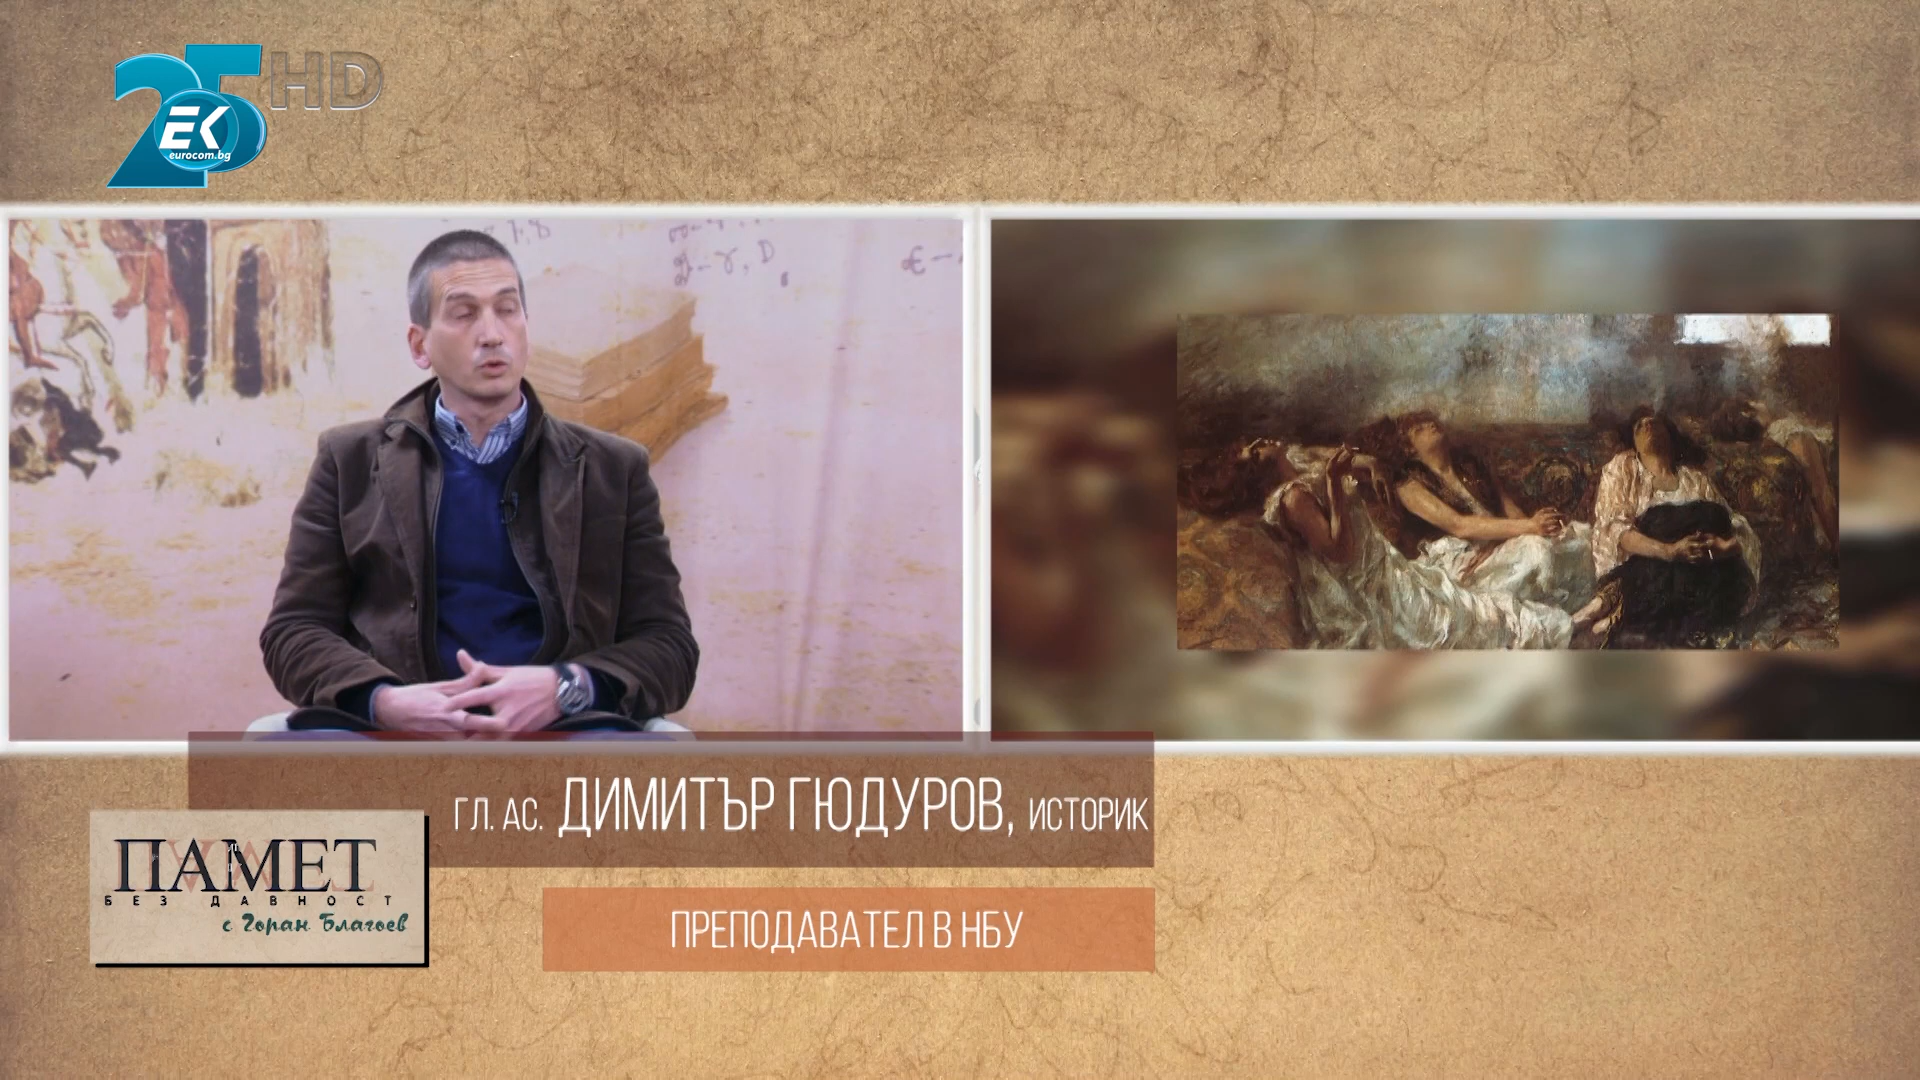 25 HD
EK
eurocom.bg
ГЛ. АС. ДИМИТЪР ГЮДУРОВ, ИСТОРИК
ПАМЕТ
БЕЗ ДАВНОСТ
с Горан Благоев
ПРЕПОДАВАТЕЛ В НБУ